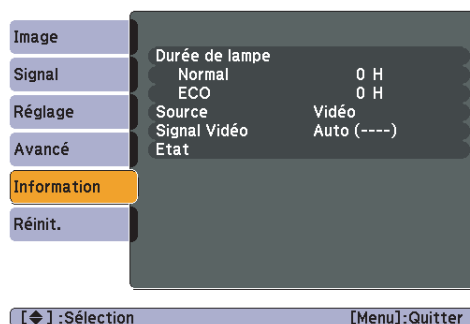 Image
Signal
Réglage
Avancé
Information
Réinit.
Durée de lampe
Normal 0 H
ECO 0 H
Source Vidéo
Signal Vidéo Auto (----)
Etat
[◆] :Sélection [Menu]:Quitter